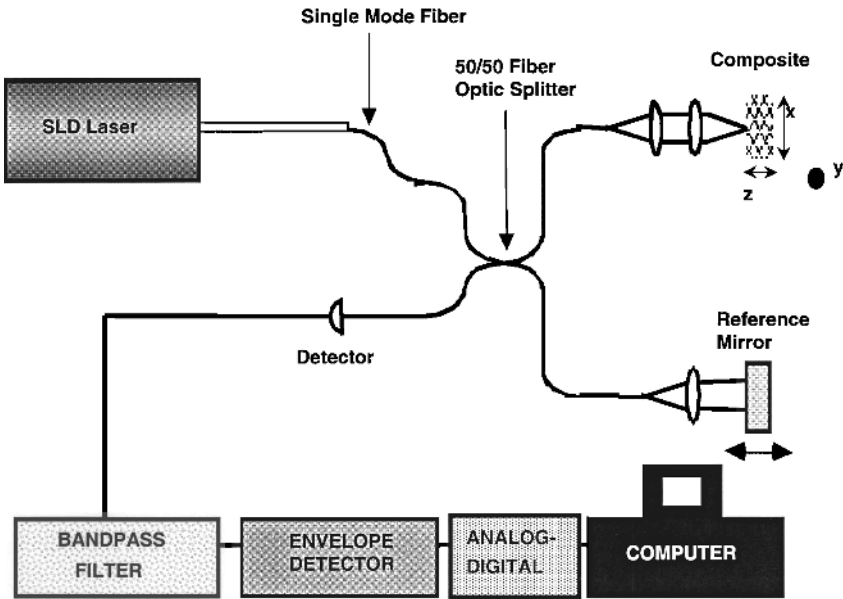 Single Mode Fiber
50/50 Fiber
Optic Splitter
Composite
SLD Laser
x
y
z
Reference
Mirror
Detector
BANDPASS
FILTER
ENVELOPE
DETECTOR
ANALOG-
DIGITAL
COMPUTER